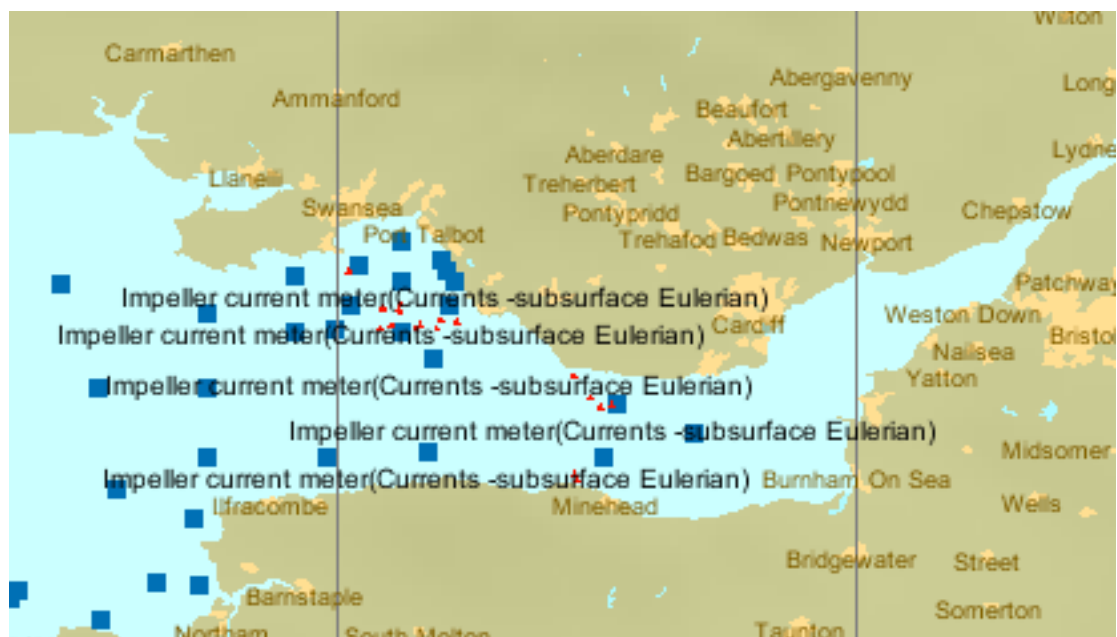 Wilton
Carmarthen
Abergavenny
Long
Ammanford
Beaufort
Abertillery
Aberdare
Lydne
Llanelli
Treherbert
Bargoed Pontypool
Swansea
Pontypridd
Pontnewydd
Chepstow
Port Talbot
Trehafod Bedwas Newport
Patchway
Impeller current meter(Currents -subsurface Eulerian)
Cardiff
Weston Down
Impeller current meter(Currents -subsurface Eulerian)
Bristo
Nailsea
Yatton
Impeller current meter(Currents -subsurface Eulerian)
Impeller current meter(Currents -subsurface Eulerian)
Midsomer
Impeller current meter(Currents -subsurface Eulerian)
Burnham On Sea
Ilfracombe
Minehead
Wells
Bridgewater
Street
Barnstaple
Somerton
Northam
South Molton
Taunton